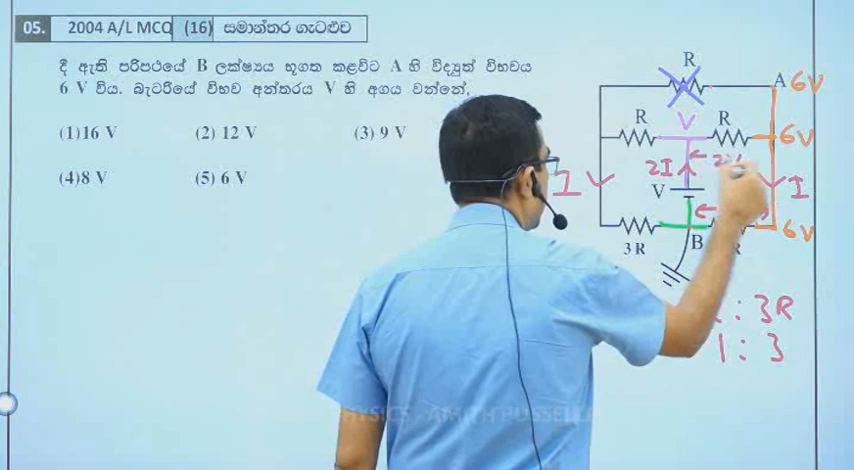 05. 2004 A/L MCQ (16) සමාන්තර ගැටළුව
දී ඇති පරිපථයේ B ලක්ෂ්‍යය භූගත කළවිට A හි විද්‍යුත් විභවය
6 V විය. බැටරියේ විභව අන්තරය V හි අගය වන්නේ,
(1) 16 V (2) 12 V (3) 9 V
(4) 8 V (5) 6 V
R
A 6V
R V R 6V
2I
V
I I
3R B R 6V
: 3R
1 : 3